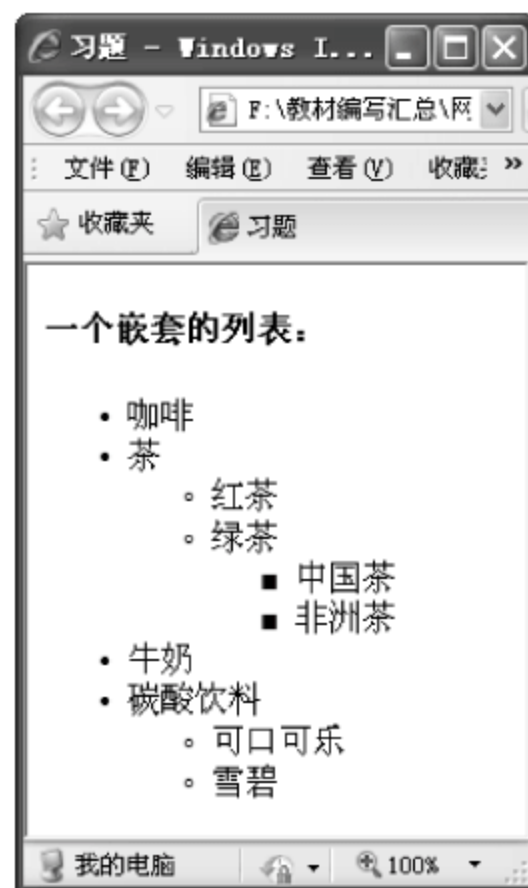 习题 - Windows I...
F:\教材编写汇总\网
文件(F) 编辑(E) 查看(V) 收藏 »
收藏夹 习题
一个嵌套的列表：
• 咖啡
• 茶
◦ 红茶
◦ 绿茶
▪ 中国茶
▪ 非洲茶
• 牛奶
• 碳酸饮料
◦ 可口可乐
◦ 雪碧
我的电脑 100%